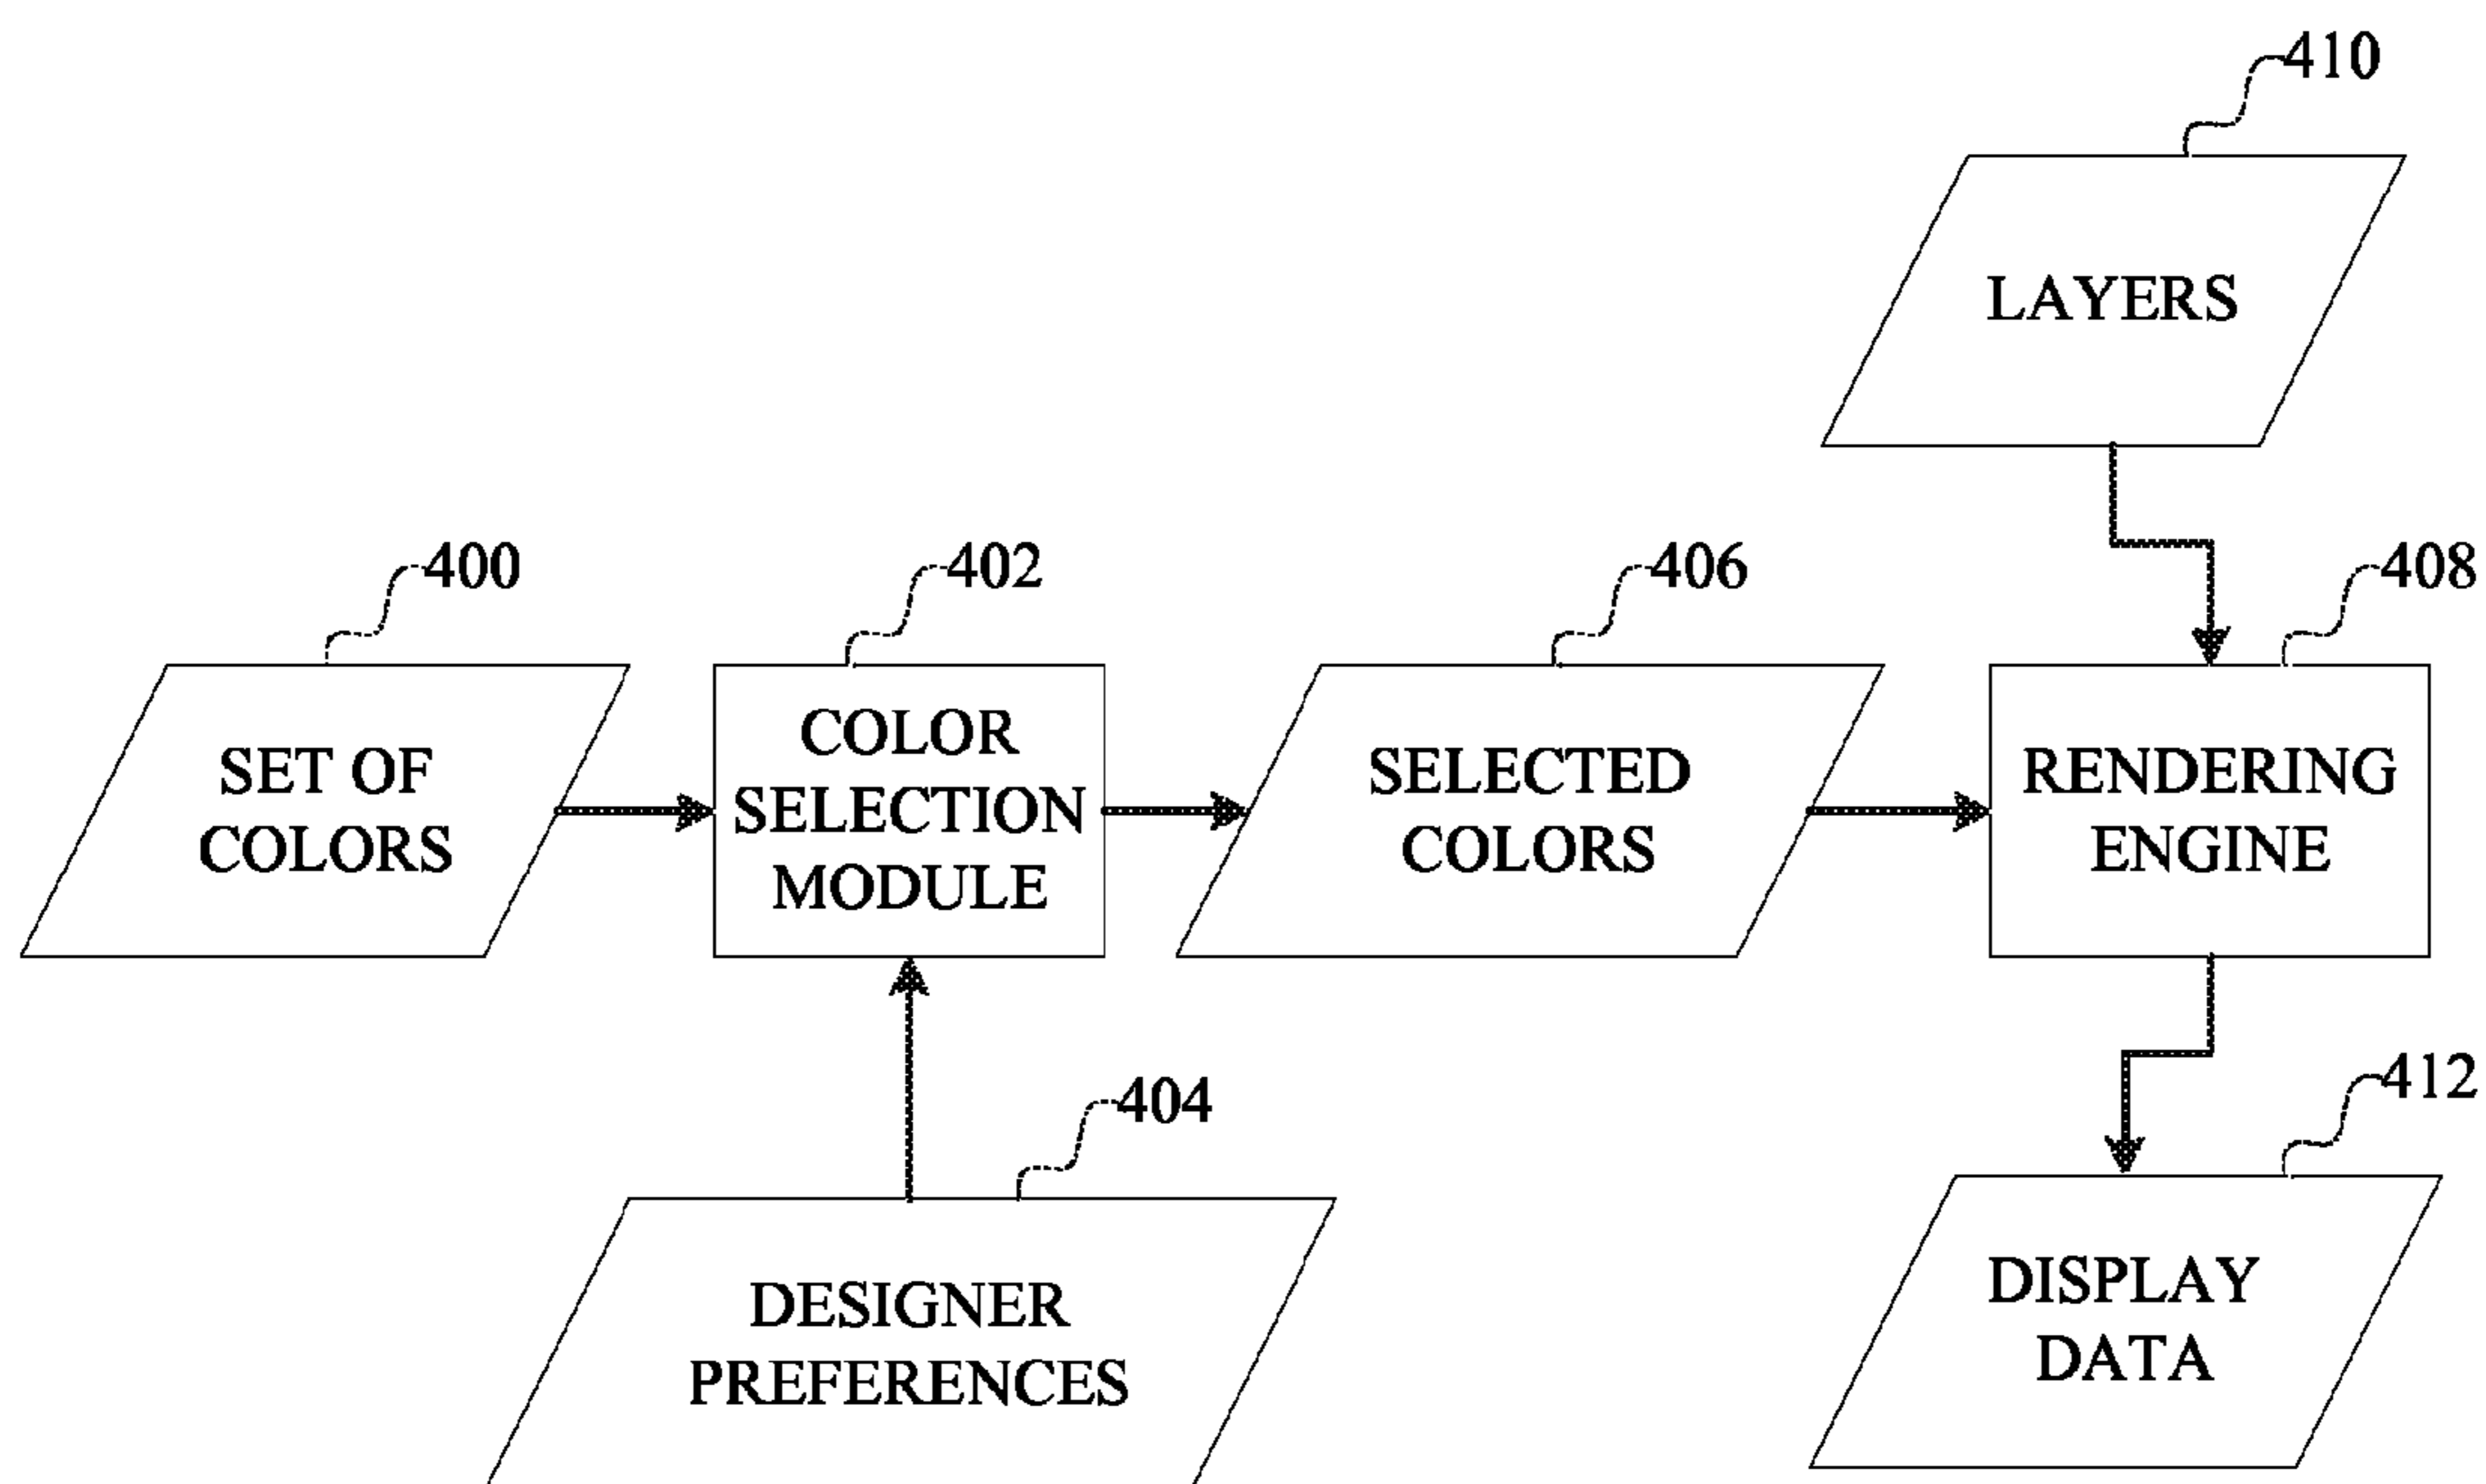 410
LAYERS
400
402
406
408
SET OF
COLORS
COLOR
SELECTION
MODULE
SELECTED
COLORS
RENDERING
ENGINE
404
412
DESIGNER
PREFERENCES
DISPLAY
DATA